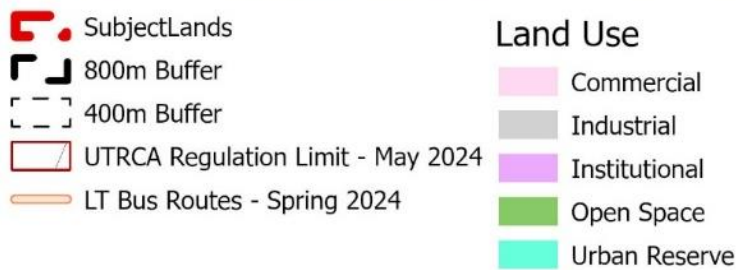 SubjectLands
800m Buffer
400m Buffer
UTRCA Regulation Limit - May 2024
LT Bus Routes - Spring 2024
Land Use
Commercial
Industrial
Institutional
Open Space
Urban Reserve